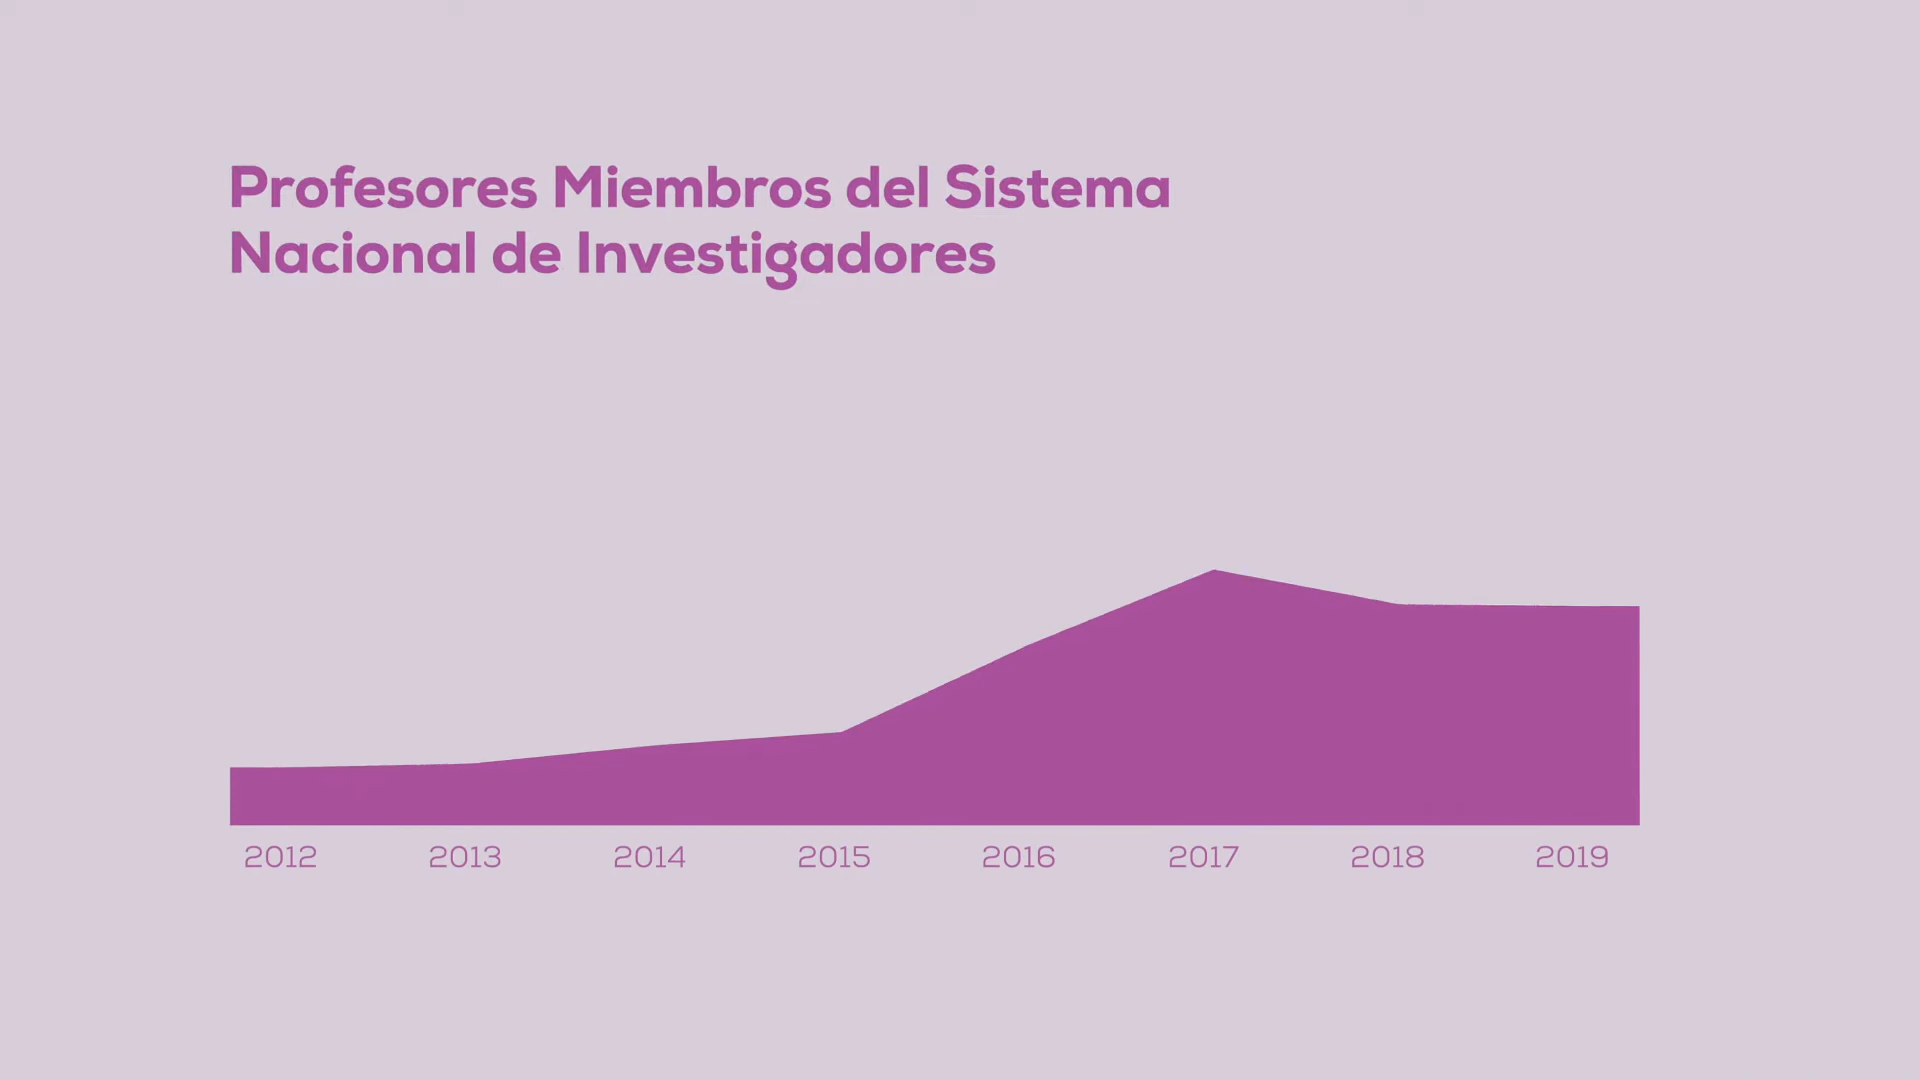 Profesores Miembros del Sistema
Nacional de Investigadores
2012 2013 2014 2015 2016 2017 2018 2019